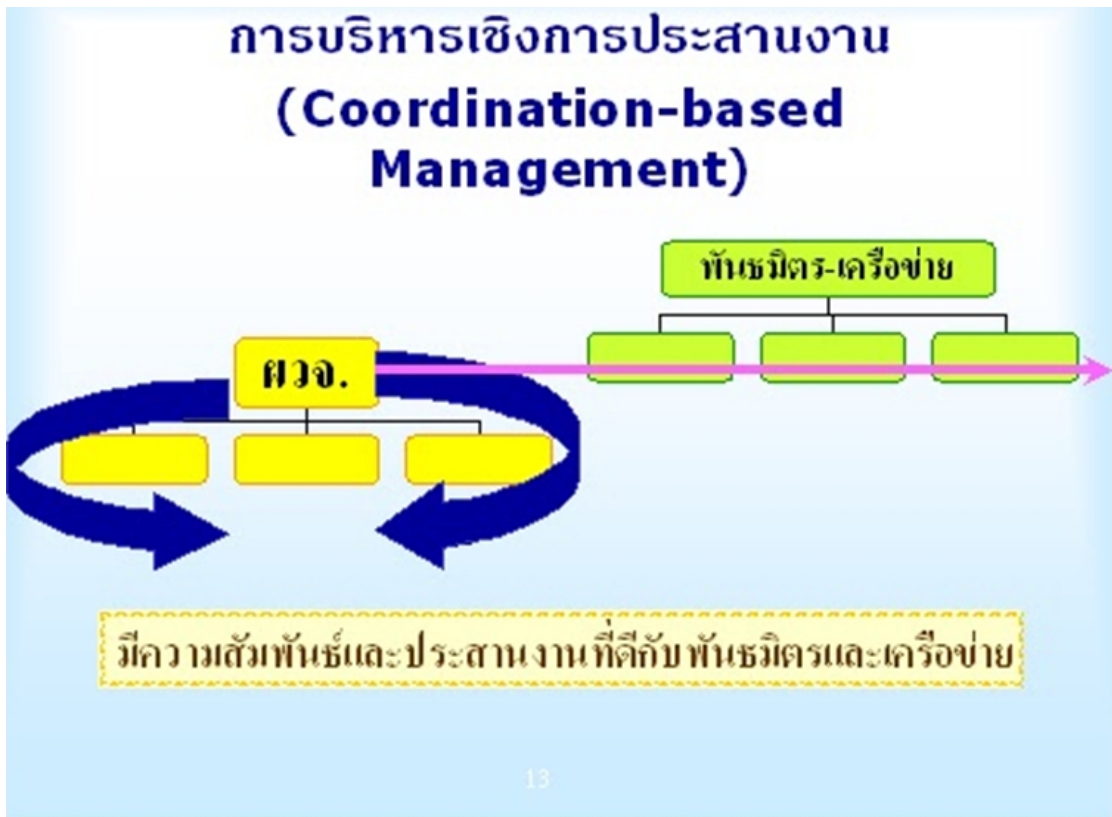 การบริหารเชิงการประสานงาน
(Coordination-based
Management)
พันธมิตร-เครือข่าย
ผวจ.
มีความสัมพันธ์และประสานงานที่ดีกับพันธมิตรและเครือข่าย
13